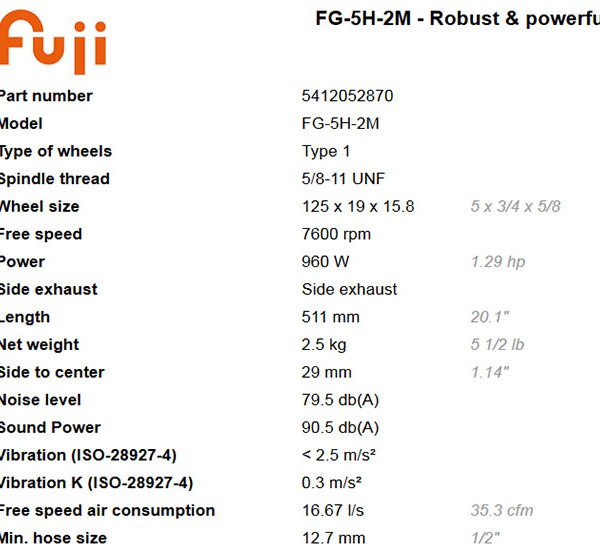 fuji
FG-5H-2M - Robust & powerfu
Part number 5412052870
Model FG-5H-2M
Type of wheels Type 1
Spindle thread 5/8-11 UNF
Wheel size 125 x 19 x 15.8 5 x 3/4 x 5/8
Free speed 7600 rpm
Power 960 W 1.29 hp
Side exhaust Side exhaust
Length 511 mm 20.1"
Net weight 2.5 kg 5 1/2 lb
Side to center 29 mm 1.14"
Noise level 79.5 db(A)
Sound Power 90.5 db(A)
Vibration (ISO-28927-4) < 2.5 m/s²
Vibration K (ISO-28927-4) 0.3 m/s²
Free speed air consumption 16.67 l/s 35.3 cfm
Min. hose size 12.7 mm 1/2"